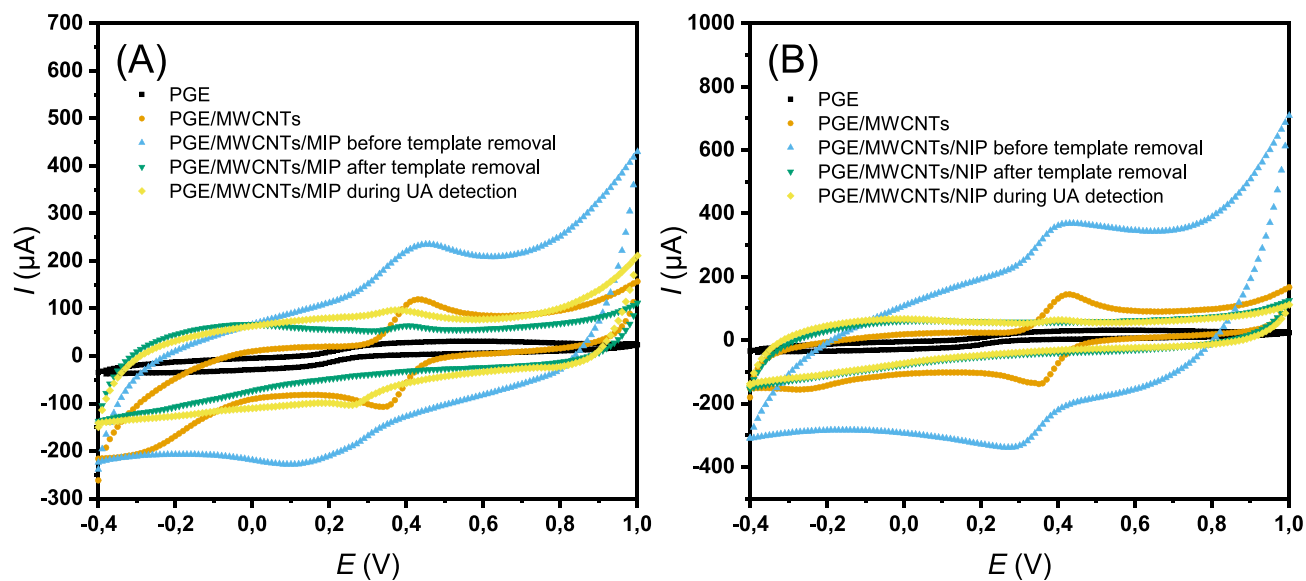 (A)
PGE
PGE/MWCNTs
PGE/MWCNTs/MIP before template removal
PGE/MWCNTs/MIP after template removal
PGE/MWCNTs/MIP during UA detection
I (µA)
700
600
500
400
300
200
100
0
-100
-200
-300
-0,4 -0,2 0,0 0,2 0,4 0,6 0,8 1,0
E (V)
(B)
PGE
PGE/MWCNTs
PGE/MWCNTs/NIP before template removal
PGE/MWCNTs/NIP after template removal
PGE/MWCNTs/NIP during UA detection
I (µA)
1000
800
600
400
200
0
-200
-400
-0,4 -0,2 0,0 0,2 0,4 0,6 0,8 1,0
E (V)